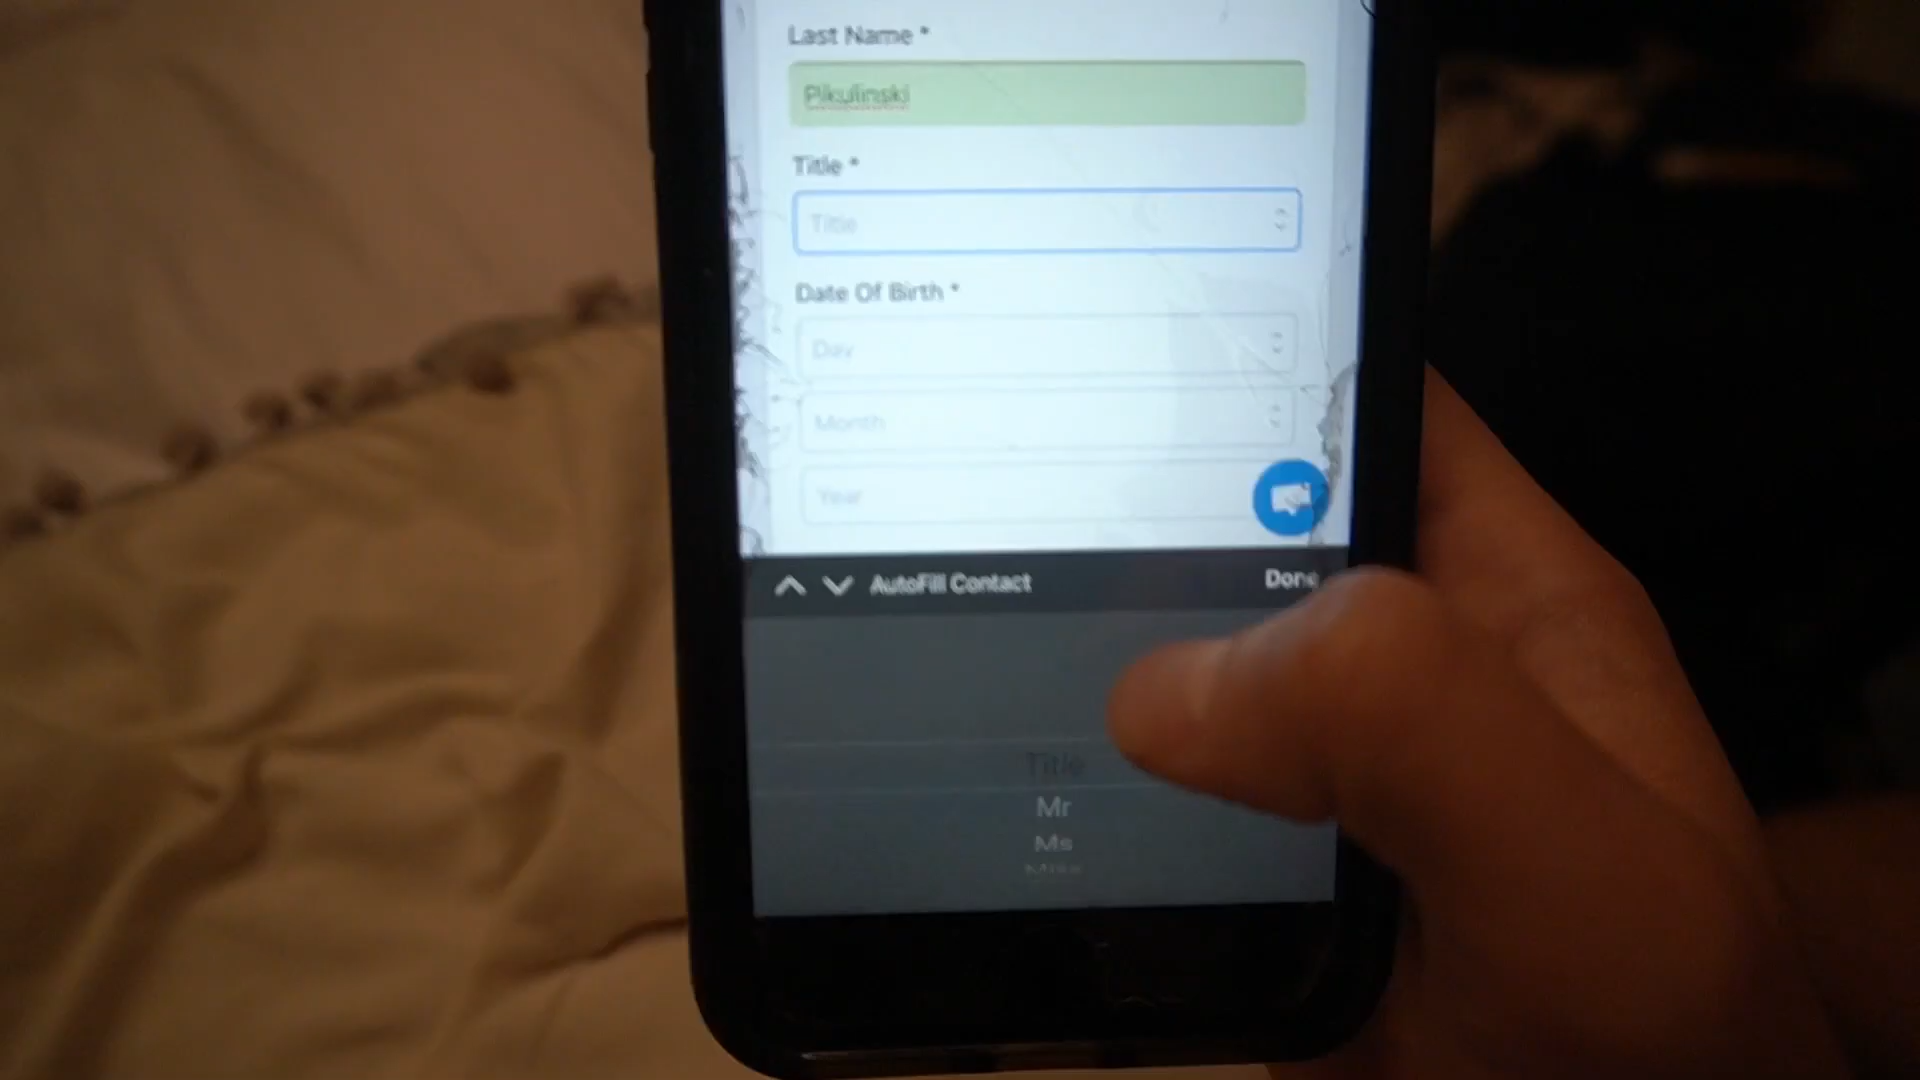 Last Name *
Pikulinski
Title *
Title
Date Of Birth *
Day
Month
Year
AutoFill Contact
Done
Title
Mr
Ms